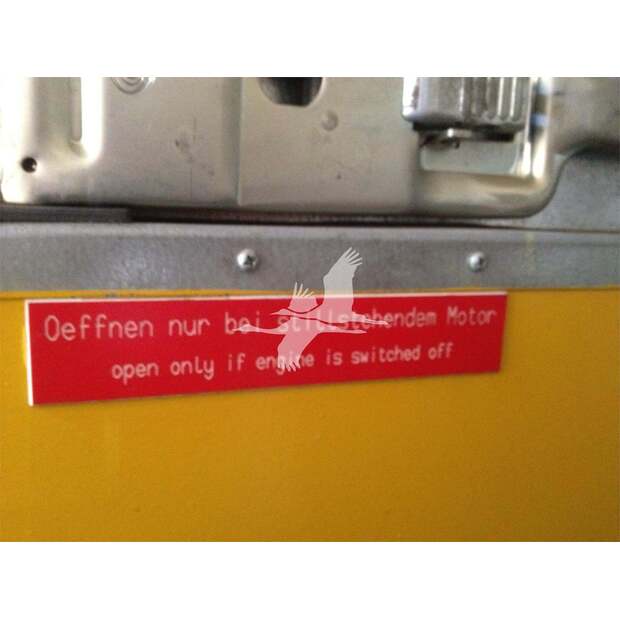 Oeffnen nur bei stillstehendem Motor
open only if engine is switched off